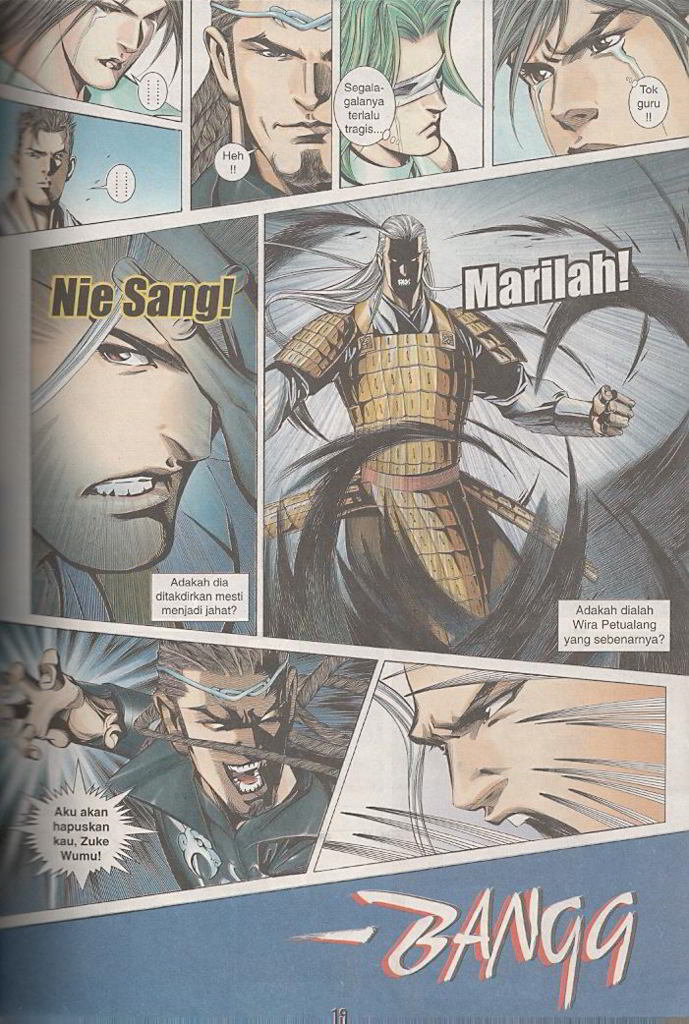 Heh
!!
Segala-
galanya
terlalu
tragis...
Tok
guru
!!
Nie Sang!
Marilah!
Adakah dia
ditakdirkan mesti
menjadi jahat?
Adakah dialah
Wira Petualang
yang sebenarnya?
Aku akan
hapuskan
kau, Zuke
Wumu!
BANGG
19